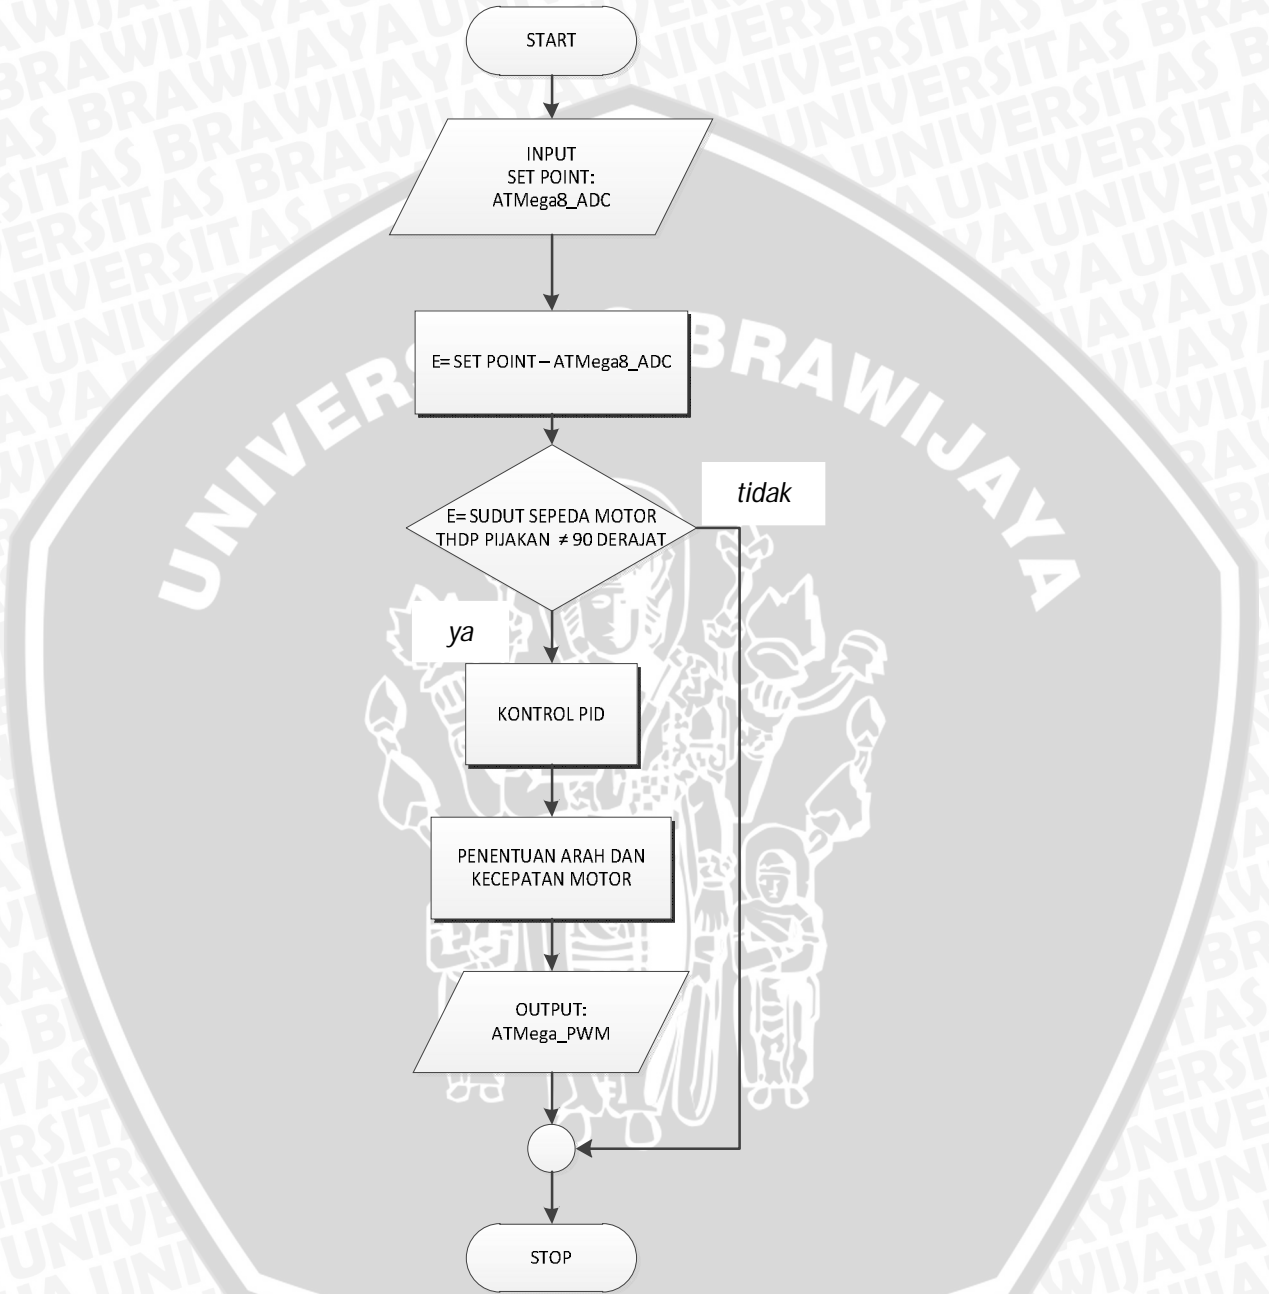 START
INPUT
SET POINT:
ATMega8_ADC
E= SET POINT – ATMega8_ADC
E= SUDUT SEPEDA MOTOR
THDP PIJAKAN ≠ 90 DERAJAT
tidak
ya
KONTROL PID
PENENTUAN ARAH DAN
KECEPATAN MOTOR
OUTPUT:
ATMega_PWM
STOP